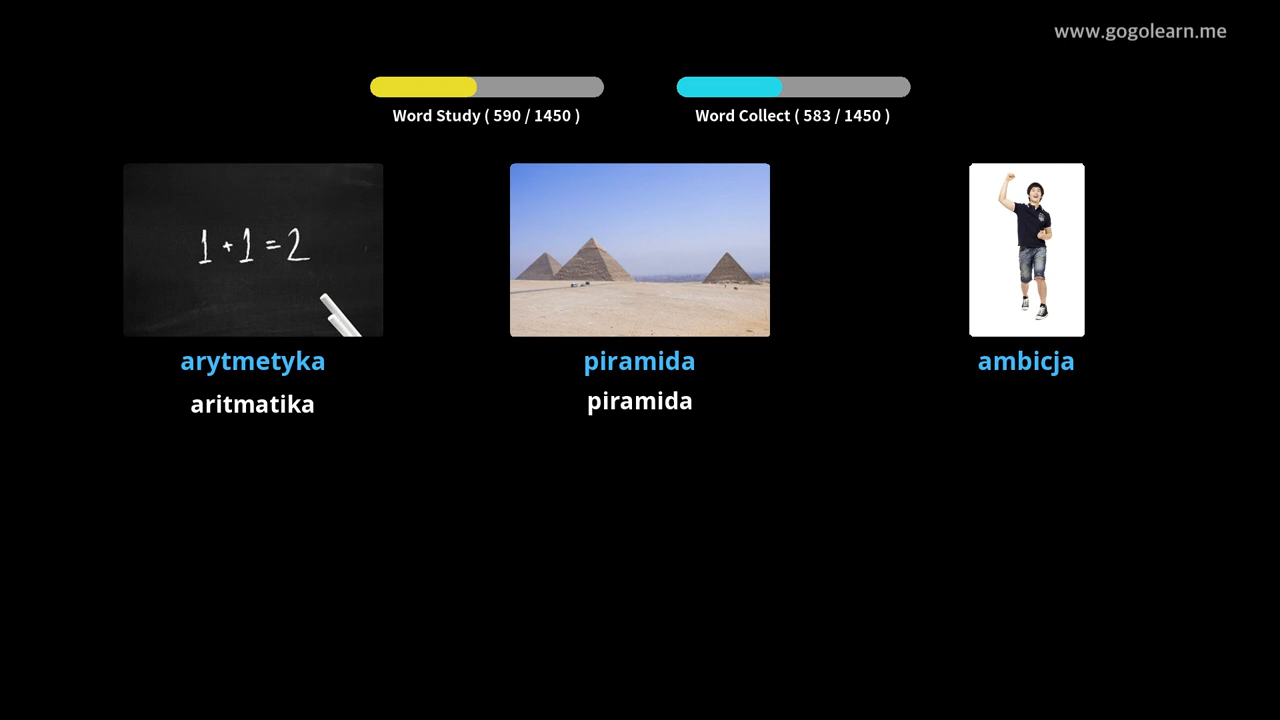 www.gogolearn.me
Word Study ( 590 / 1450 )
Word Collect ( 583 / 1450 )
1 + 1 = 2
arytmetyka
aritmatika
piramida
piramida
ambicja